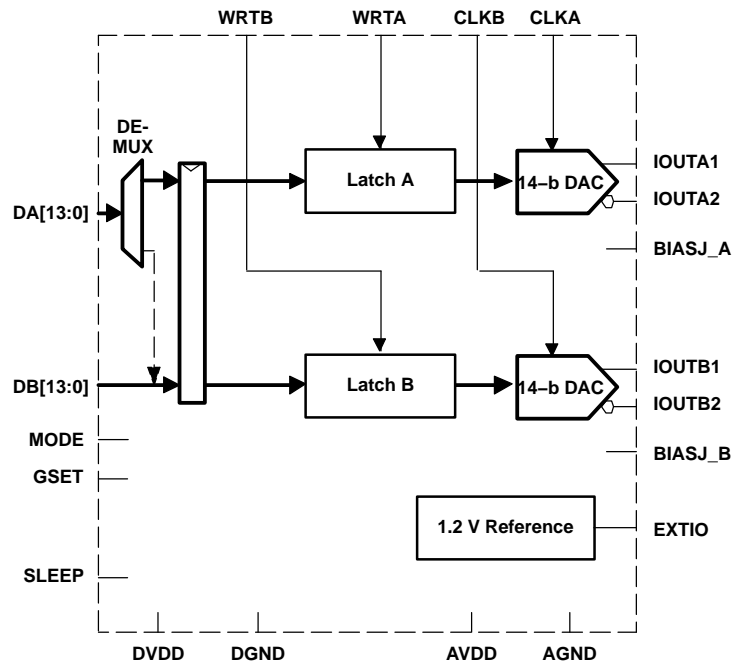 WRTB WRTA CLKB CLKA
DE-
MUX
DA[13:0]
Latch A
14–b DAC
IOUTA1
IOUTA2
BIASJ_A
DB[13:0]
Latch B
14–b DAC
IOUTB1
IOUTB2
BIASJ_B
MODE
GSET
1.2 V Reference
EXTIO
SLEEP
DVDD DGND AVDD AGND